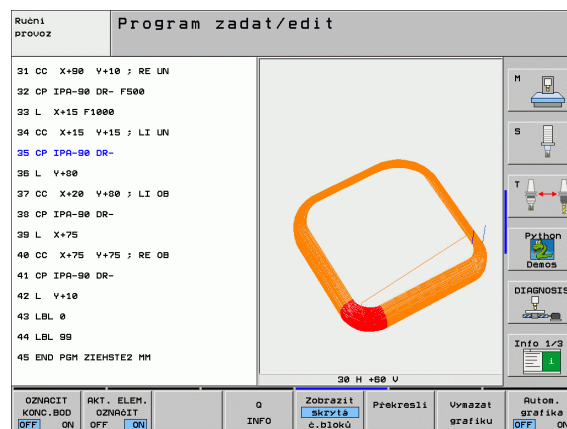 Ruční
provoz
Program zadat/edit
31 CC X+90 Y+10 ; RE UN
32 CP IPA-90 DR- F500
33 L X+15 F1000
34 CC X+15 Y+15 ; LI UN
35 CP IPA-90 DR-
36 L Y+80
37 CC X+20 Y+80 ; LI OB
38 CP IPA-90 DR-
39 L X+75
40 CC X+75 Y+75 ; RE OB
41 CP IPA-90 DR-
42 L Y+10
43 LBL 0
44 LBL 99
45 END PGM ZIEHSTE2 MM
30 H +60 V
M
S
T
Python
Demos
DIAGNOSIS
Info 1/3
i
OZNACIT
KONC.BOD
OFF ON
AKT. ELEM.
OZNAČIT
OFF ON
Q
INFO
Zobrazit
skrytá
č.bloků
Překresli
Vymazat
grafiku
Autom.
grafika
OFF ON